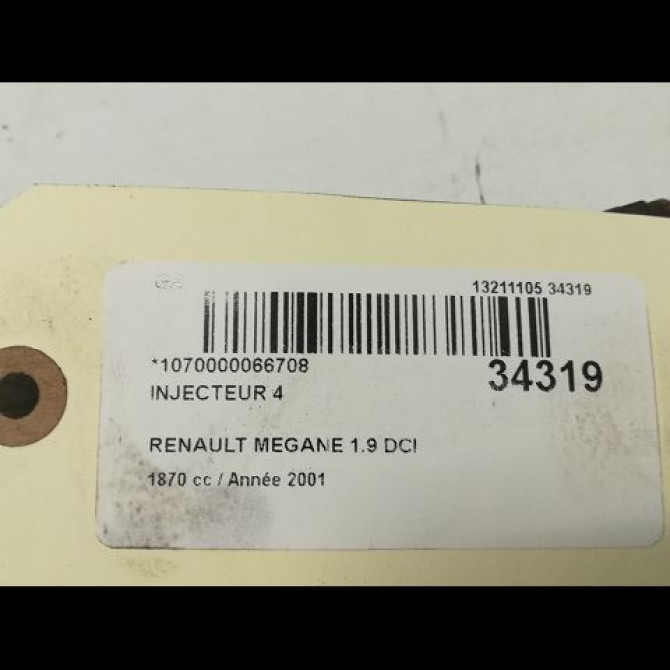 13211105 34319
*1070000066708
34319
INJECTEUR 4
RENAULT MEGANE 1.9 DCI
1870 cc / Année 2001